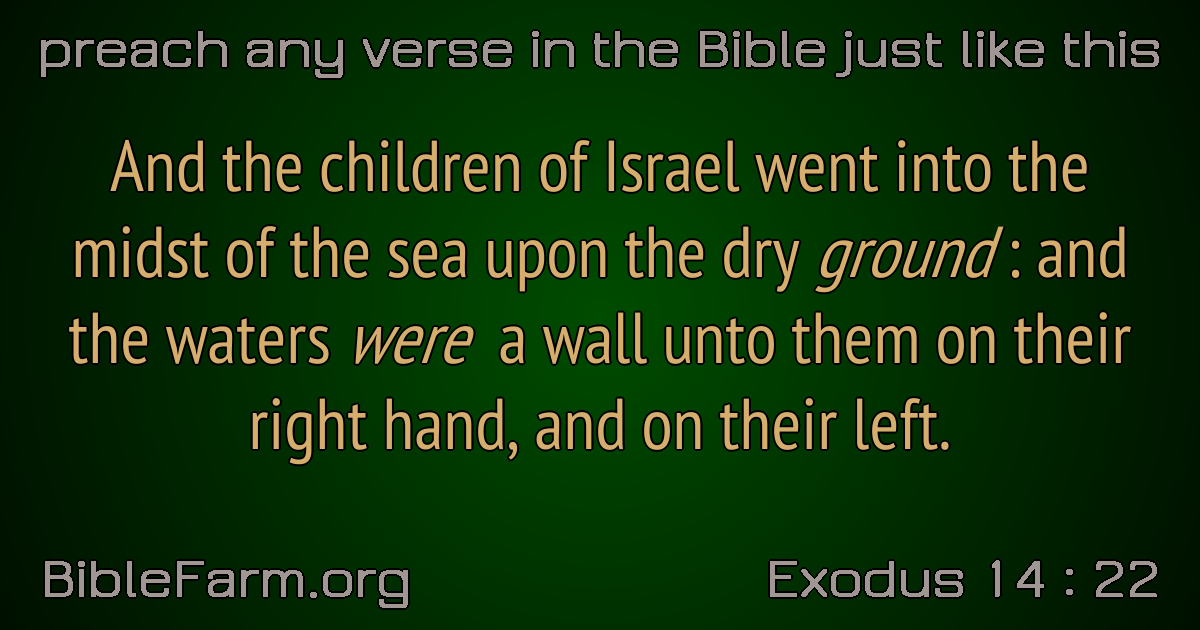 preach any verse in the Bible just like this
And the children of Israel went into the
midst of the sea upon the dry ground : and
the waters were a wall unto them on their
right hand, and on their left.
BibleFarm.org
Exodus 14 : 22